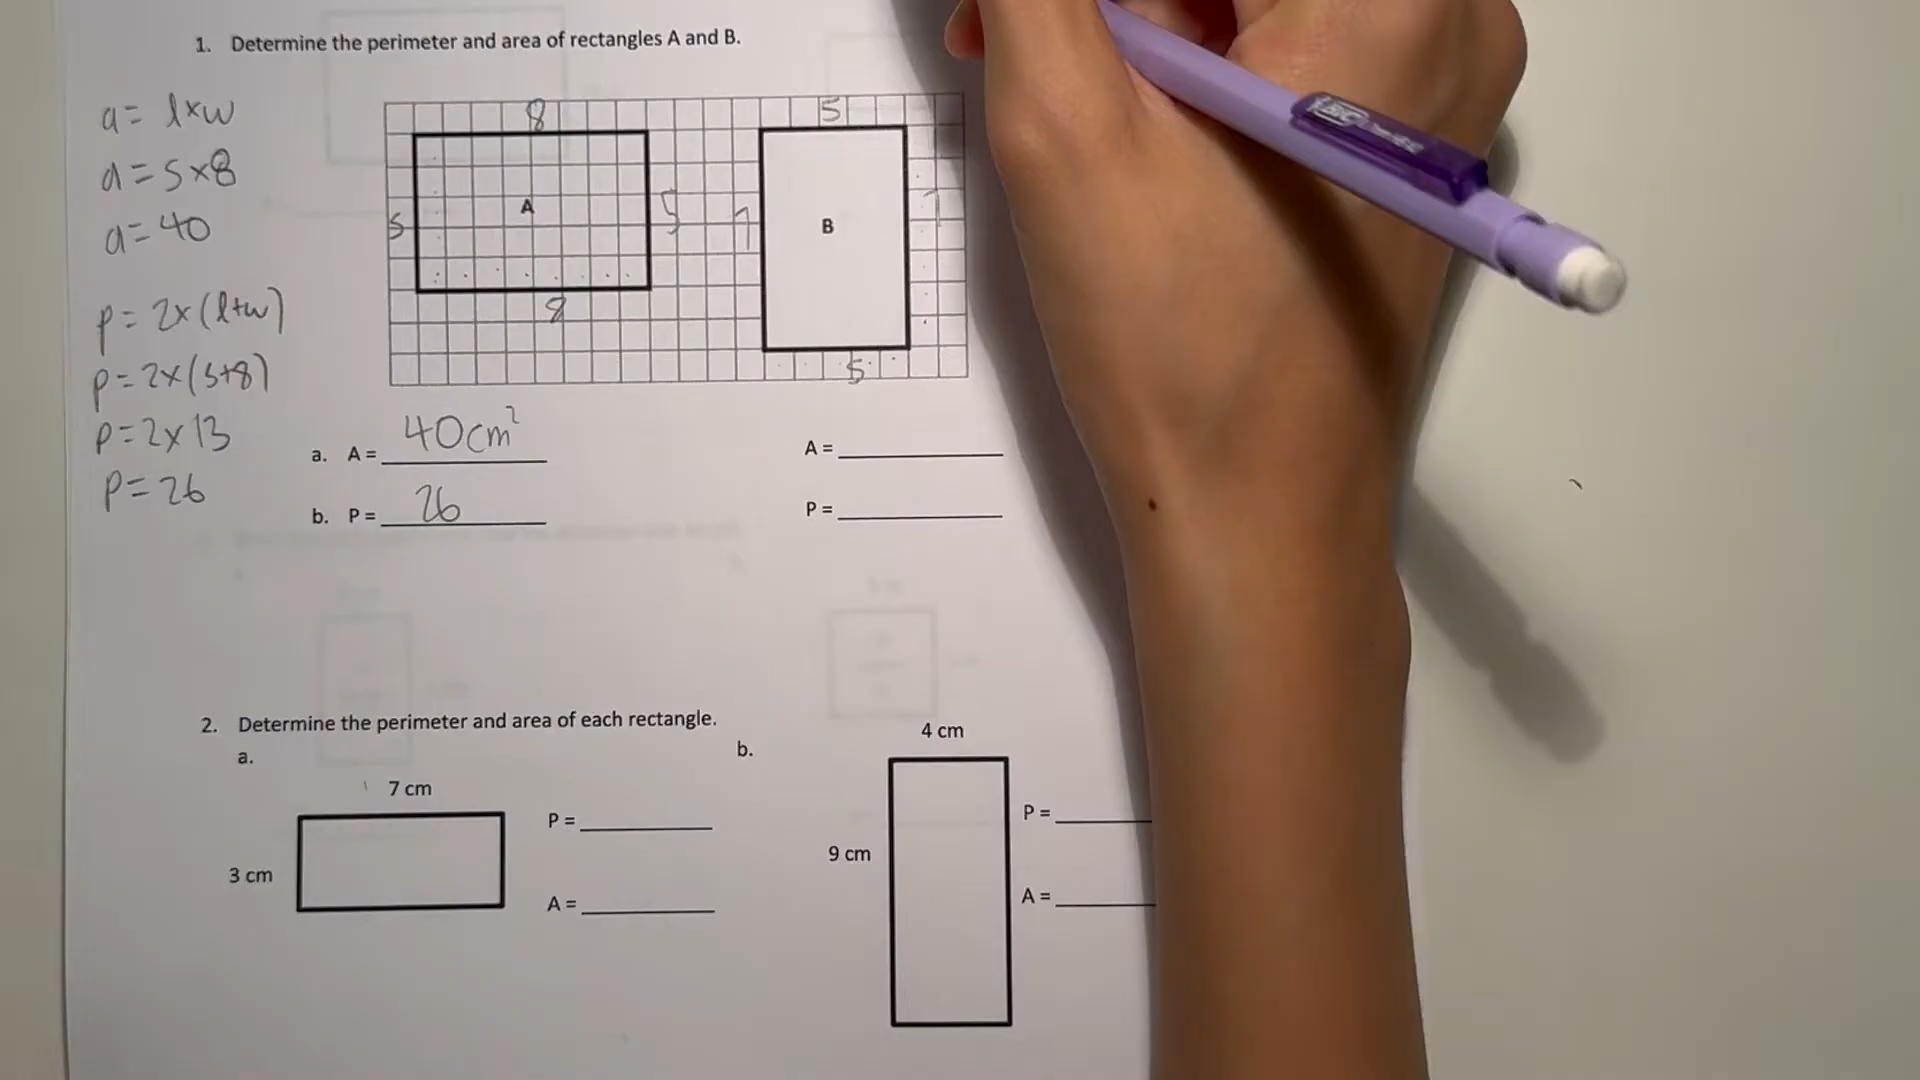 1. Determine the perimeter and area of rectangles A and B.
a = l×w
a = 5×8
a = 40
p = 2×(l+w)
p = 2×(5+8)
p = 2×13
p = 26
8
5
A
5
8
5
7
B
7
5
a. A = 40cm²
b. P = 26
A =
P =
2. Determine the perimeter and area of each rectangle.
a.
7 cm
3 cm
P =
A =
b.
4 cm
9 cm
P =
A =
BIC